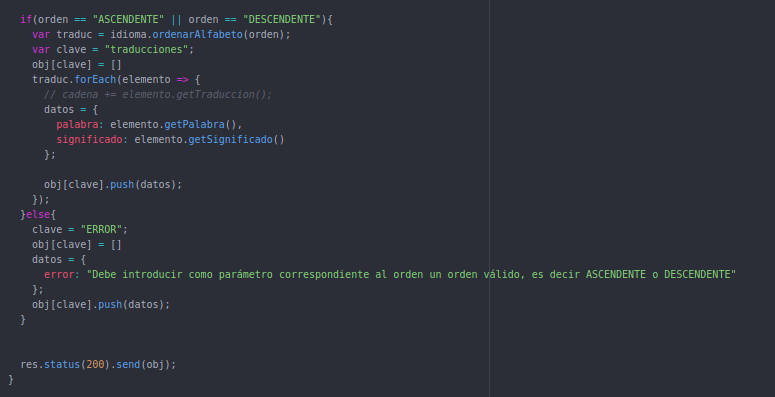 if(orden == "ASCENDENTE" || orden == "DESCENDENTE"){
var traduc = idioma.ordenarAlfabeto(orden);
var clave = "traducciones";
obj[clave] = []
traduc.forEach(elemento => {
// cadena += elemento.getTraduccion();
datos = {
palabra: elemento.getPalabra(),
significado: elemento.getSignificado()
};
obj[clave].push(datos);
});
}else{
clave = "ERROR";
obj[clave] = []
datos = {
error: "Debe introducir como parámetro correspondiente al orden un orden válido, es decir ASCENDENTE o DESCENDENTE"
};
obj[clave].push(datos);
}
res.status(200).send(obj);
}